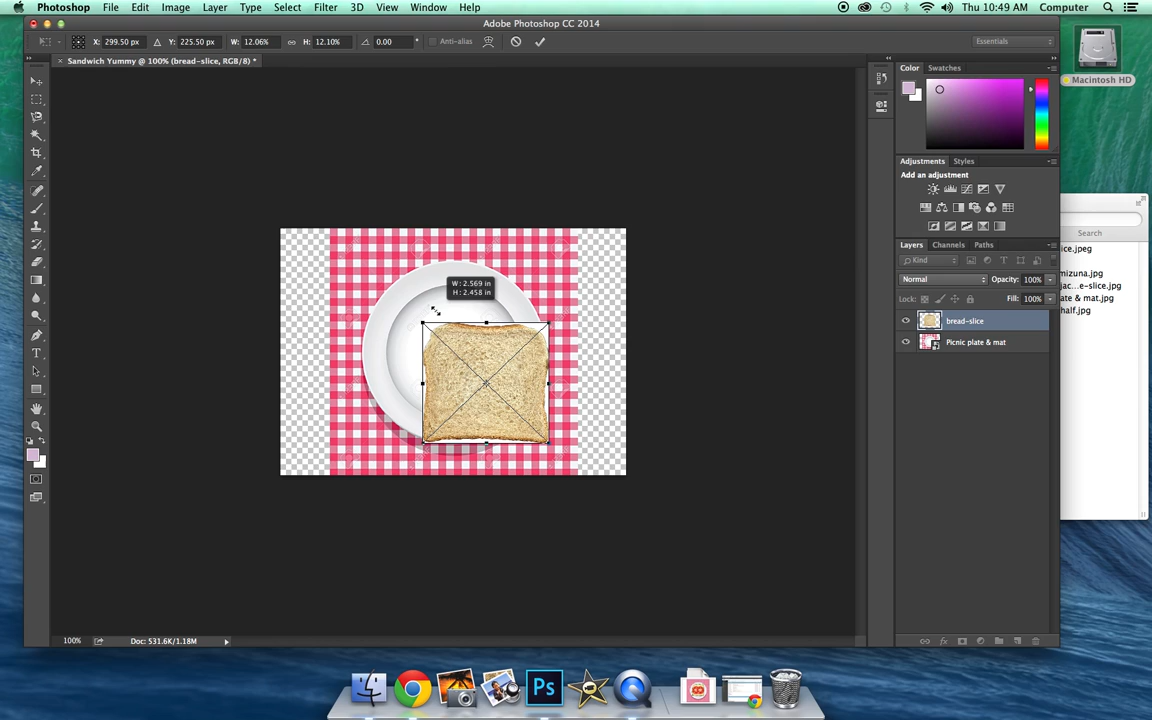 Photoshop File Edit Image Layer Type Select Filter 3D View Window Help Thu 10:49 AM Computer
Adobe Photoshop CC 2014
X: 299.50 px Y: 225.50 px W: 12.06% H: 12.10% 0.00 ° Anti-alias Essentials
× Sandwich Yummy @ 100% (bread-slice, RGB/8) *
Color Swatches
Macintosh HD
W: 2.569 in
H: 2.458 in
Adjustments Styles
Add an adjustment
Search
Layers Channels Paths
Kind
Normal Opacity: 100%
Lock: Fill: 100%
bread-slice
Picnic plate & mat
ice.jpeg
mizuna.jpg
jac...e-slice.jpg
ate & mat.jpg
half.jpg
100% Doc: 531.6K/1.18M
Ps